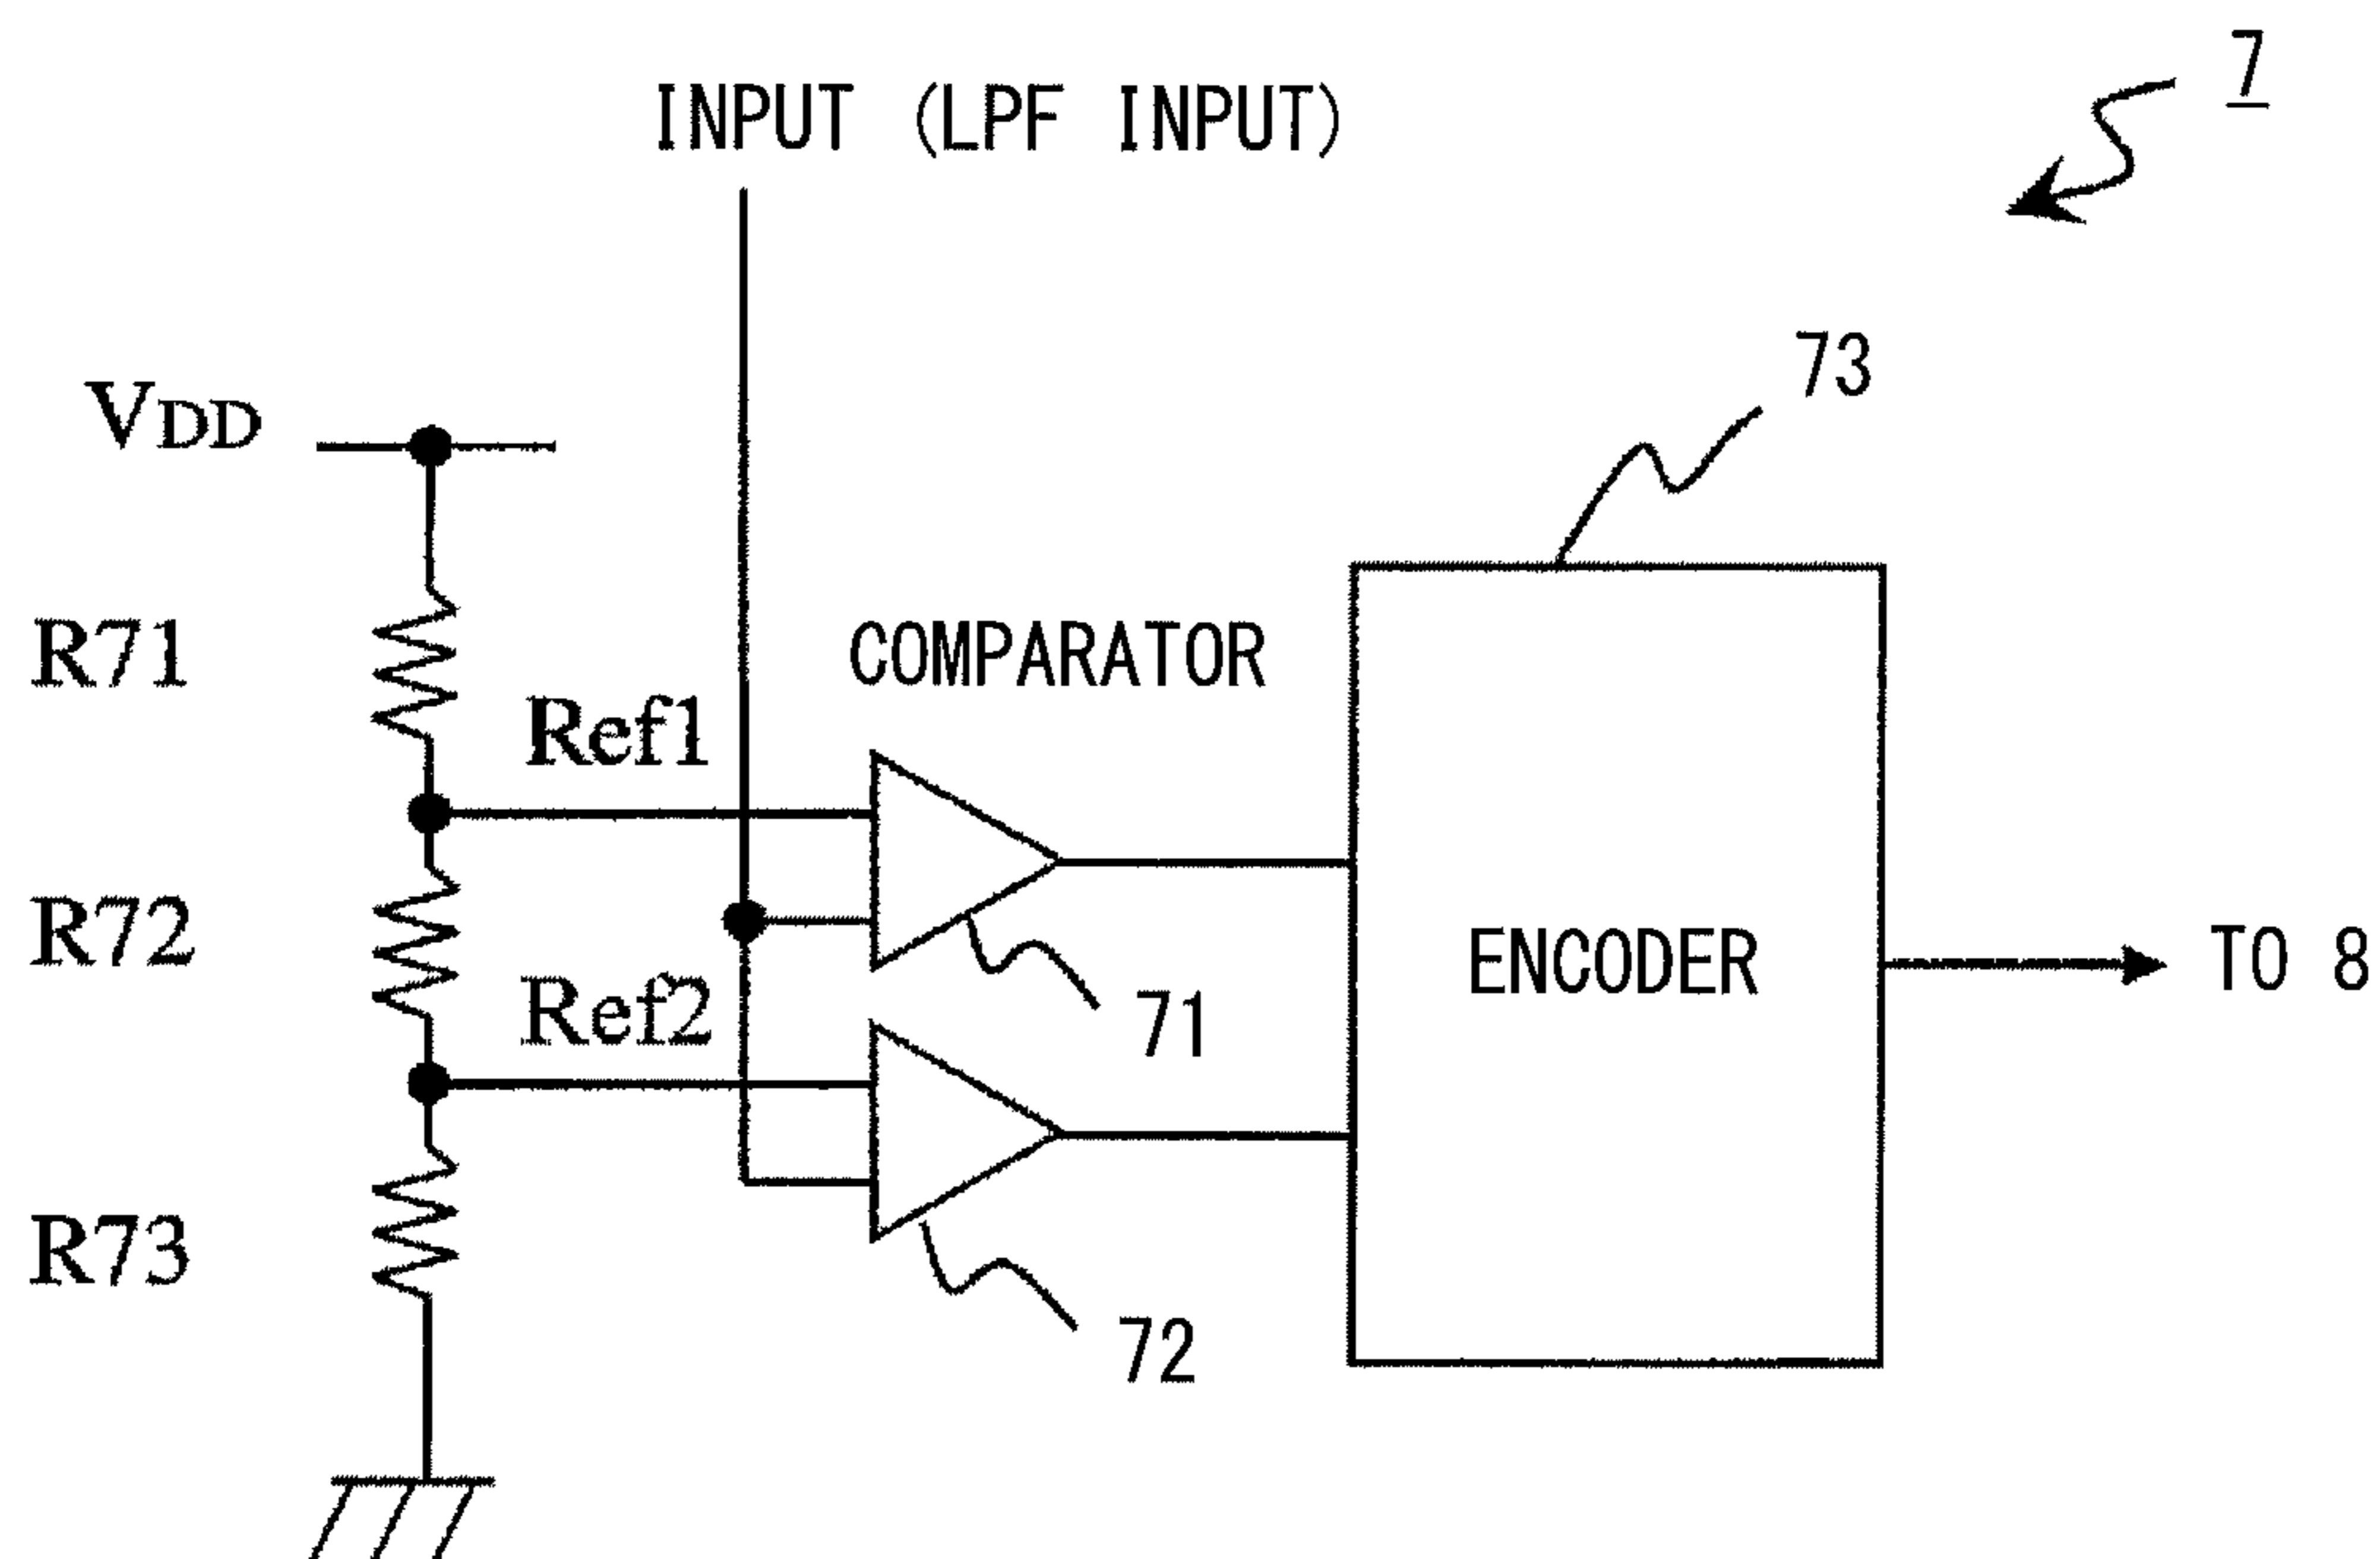 7
INPUT (LPF INPUT)
73
VDD
R71
COMPARATOR
Ref1
R72
ENCODER
TO 8
Ref2
71
R73
72